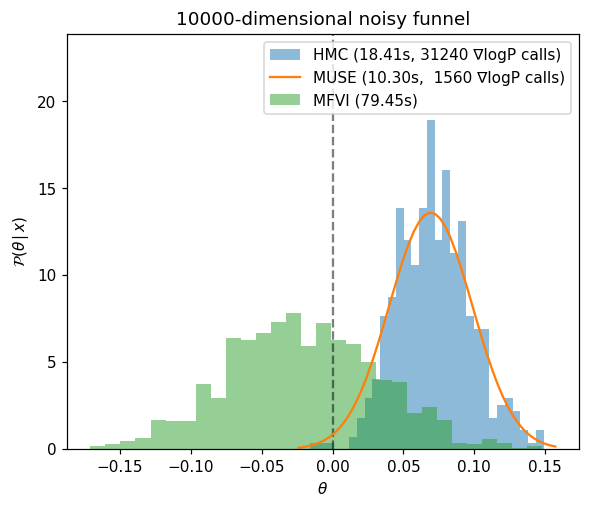 10000-dimensional noisy funnel
HMC (18.41s, 31240 ∇logP calls)
MUSE (10.30s,  1560 ∇logP calls)
MFVI (79.45s)
𝒫(θ | x)
20
15
10
5
0
−0.15 −0.10 −0.05 0.00 0.05 0.10 0.15
θ